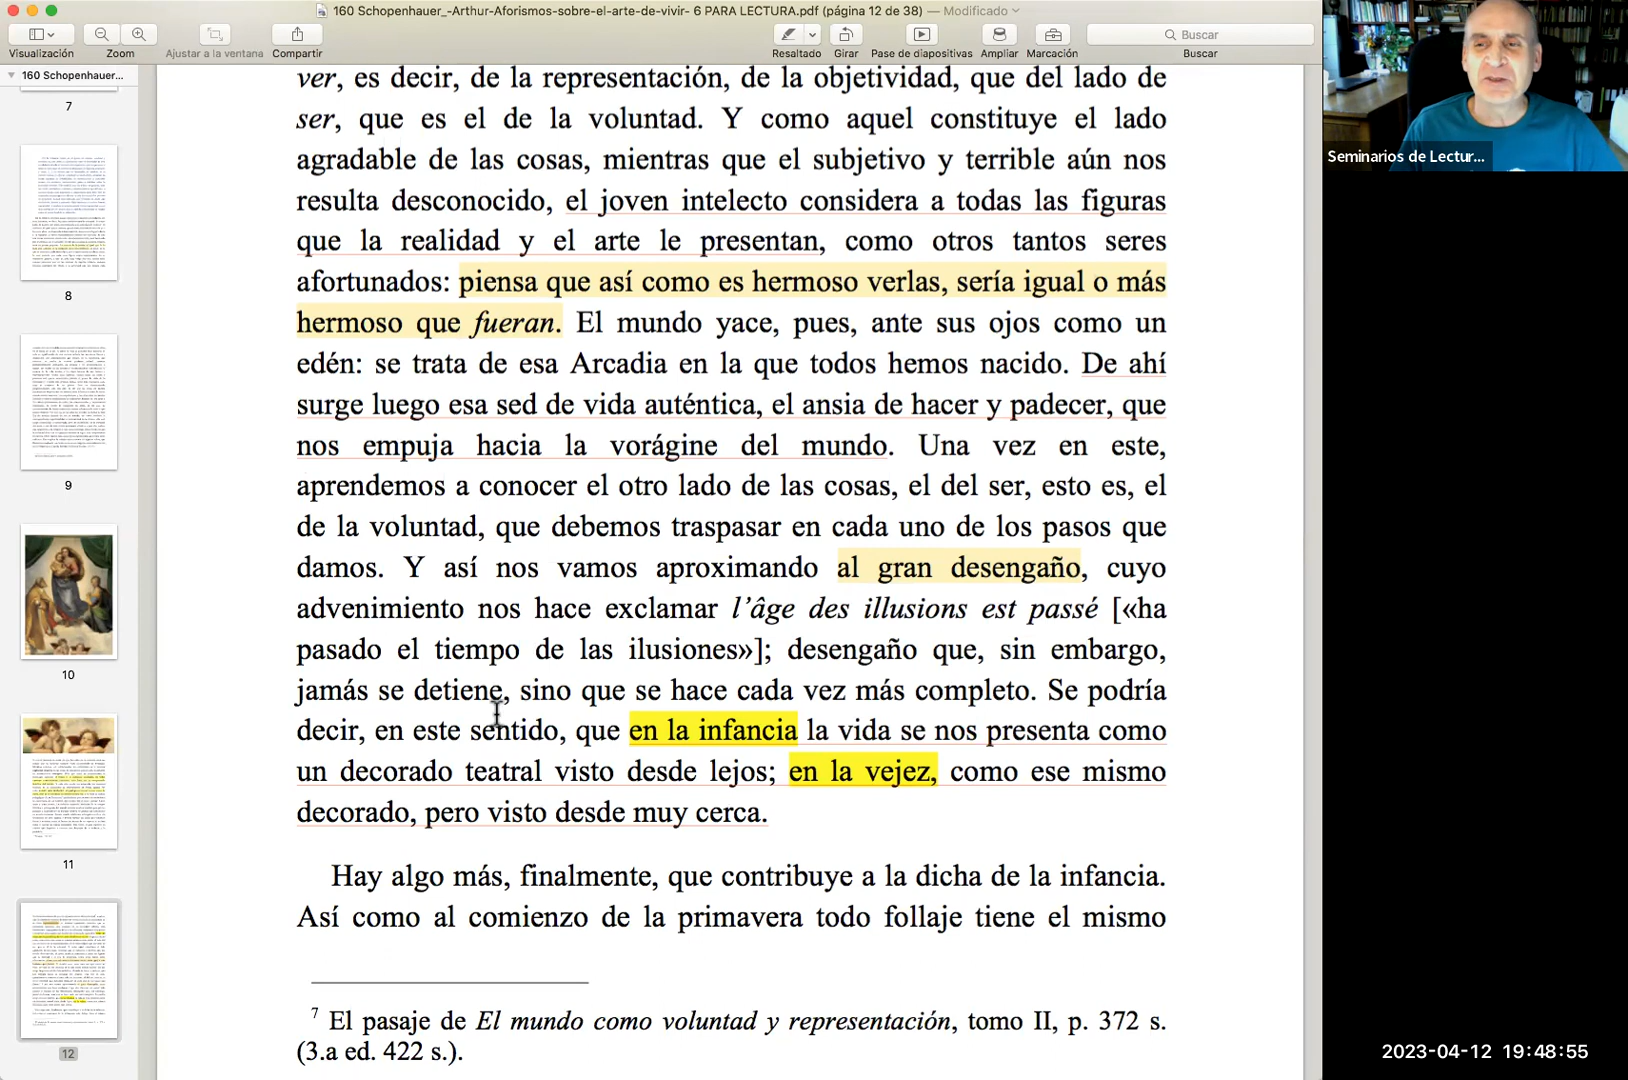 160 Schopenhauer_-Arthur-Aforismos-sobre-el-arte-de-vivir- 6 PARA LECTURA.pdf (página 12 de 38) — Modificado
Visualización
Zoom
Ajustar a la ventana
Compartir
Resaltado
Girar
Pase de diapositivas
Ampliar
Marcación
Buscar
Buscar
160 Schopenhauer...
7
8
9
10
11
12
ver, es decir, de la representación, de la objetividad, que del lado de
ser, que es el de la voluntad. Y como aquel constituye el lado
agradable de las cosas, mientras que el subjetivo y terrible aún nos
resulta desconocido, el joven intelecto considera a todas las figuras
que la realidad y el arte le presentan, como otros tantos seres
afortunados: piensa que así como es hermoso verlas, sería igual o más
hermoso que fueran. El mundo yace, pues, ante sus ojos como un
edén: se trata de esa Arcadia en la que todos hemos nacido. De ahí
surge luego esa sed de vida auténtica, el ansia de hacer y padecer, que
nos empuja hacia la vorágine del mundo. Una vez en este,
aprendemos a conocer el otro lado de las cosas, el del ser, esto es, el
de la voluntad, que debemos traspasar en cada uno de los pasos que
damos. Y así nos vamos aproximando al gran desengaño, cuyo
advenimiento nos hace exclamar l’âge des illusions est passé [«ha
pasado el tiempo de las ilusiones»]; desengaño que, sin embargo,
jamás se detiene, sino que se hace cada vez más completo. Se podría
decir, en este sentido, que en la infancia la vida se nos presenta como
un decorado teatral visto desde lejos; en la vejez, como ese mismo
decorado, pero visto desde muy cerca.
Hay algo más, finalmente, que contribuye a la dicha de la infancia.
Así como al comienzo de la primavera todo follaje tiene el mismo
7 El pasaje de El mundo como voluntad y representación, tomo II, p. 372 s.
(3.a ed. 422 s.).
Seminarios de Lectur...
2023-04-12 19:48:55